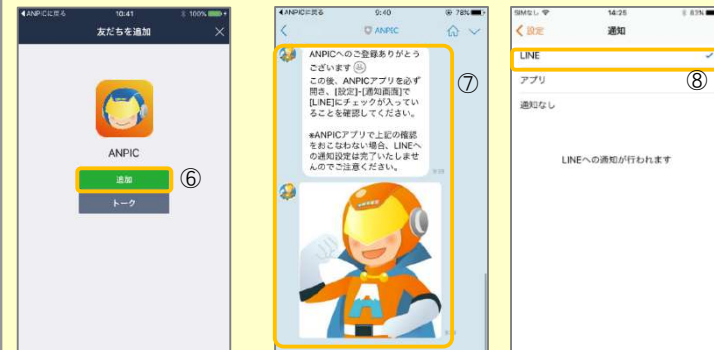 ANPICに戻る 10:41 100%
友だちを追加
ANPIC
追加
⑥
トーク
ANPICに戻る 9:40 78%
ANPIC
ANPICへのご登録ありがとう
ございます
この後、ANPICアプリを必ず
開き、[設定]-[通知画面]で
[LINE]にチェックが入ってい
ることを確認してください。
※ANPICアプリで上記の確認
をおこなわない場合、LINEへ
の通知設定は完了いたしませ
んのでご注意ください。
⑦
SIMなし 14:25 83%
設定 通知
LINE
アプリ
⑧
通知なし
LINEへの通知が行われます